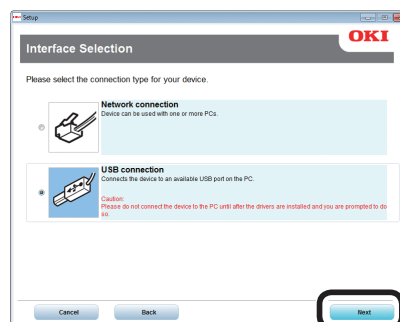 Setup
OKI
Interface Selection
Please select the connection type for your device.
Network connection
Device can be used with one or more PCs.
USB connection
Connects the device to an available USB port on the PC.
Caution:
Please do not connect the device to the PC until after the drivers are installed and you are prompted to do
so.
Cancel
Back
Next